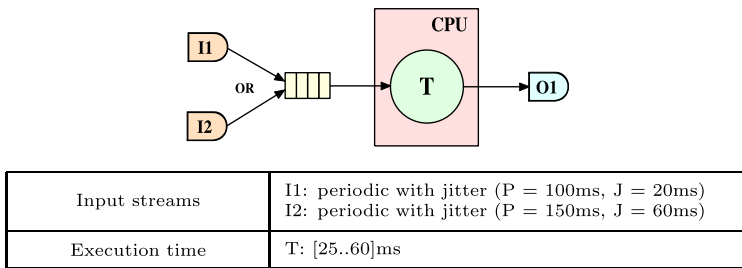 CPU
I1
OR
T
O1
I2
Input streams
I1: periodic with jitter (P = 100ms, J = 20ms)
I2: periodic with jitter (P = 150ms, J = 60ms)
Execution time
T: [25..60]ms